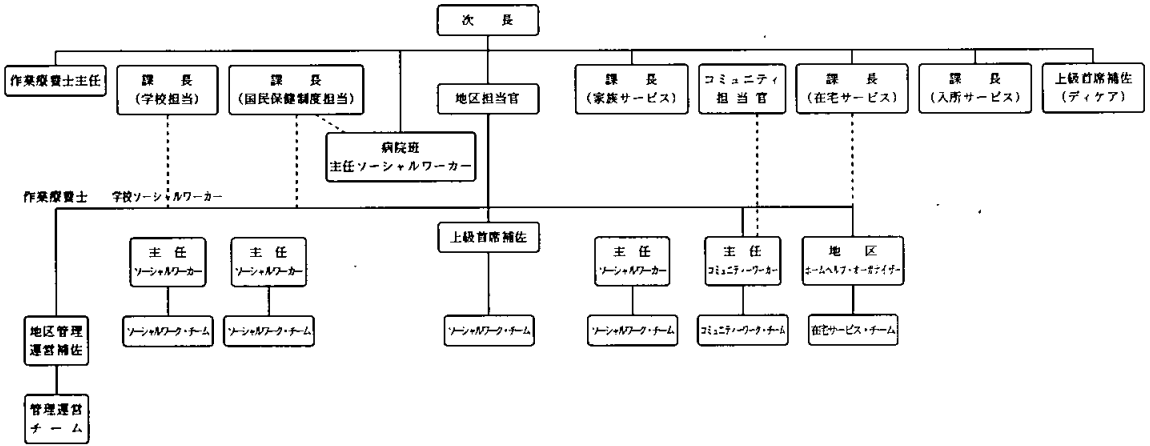 次 長
作業療養士主任
課 長
(学校担当)
課 長
(国民保健制度担当)
地区担当官
課 長
(家族サービス)
コミュニティ
担当官
課 長
(在宅サービス)
課 長
(入所サービス)
上級首席補佐
(ディケア)
病院班
主任ソーシャルワーカー
作業療養士
学校ソーシャルワーカー
主 任
ソーシャルワーカー
主 任
ソーシャルワーカー
上級首席補佐
主 任
ソーシャルワーカー
主 任
コミュニティーワーカー
地 区
ホームヘルプ・オーガナイザー
地区管理
運営補佐
ソーシャルワーク・チーム
ソーシャルワーク・チーム
ソーシャルワーク・チーム
ソーシャルワーク・チーム
コミュニティーワーク・チーム
在宅サービス・チーム
管理運営
チーム